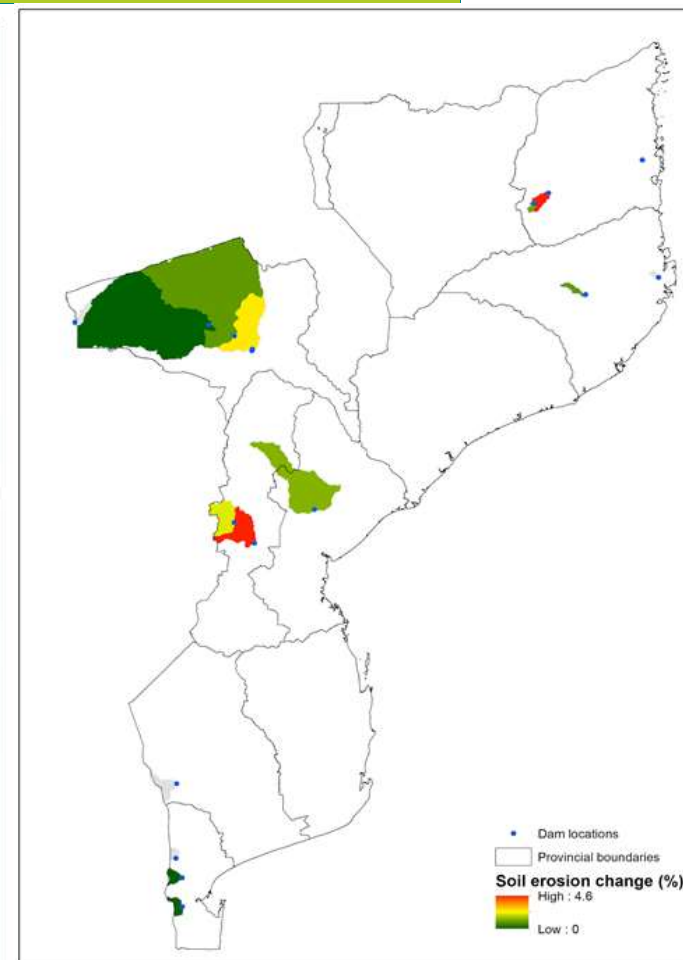 Dam locations
Provincial boundaries
Soil erosion change (%)
High : 4.6
Low : 0